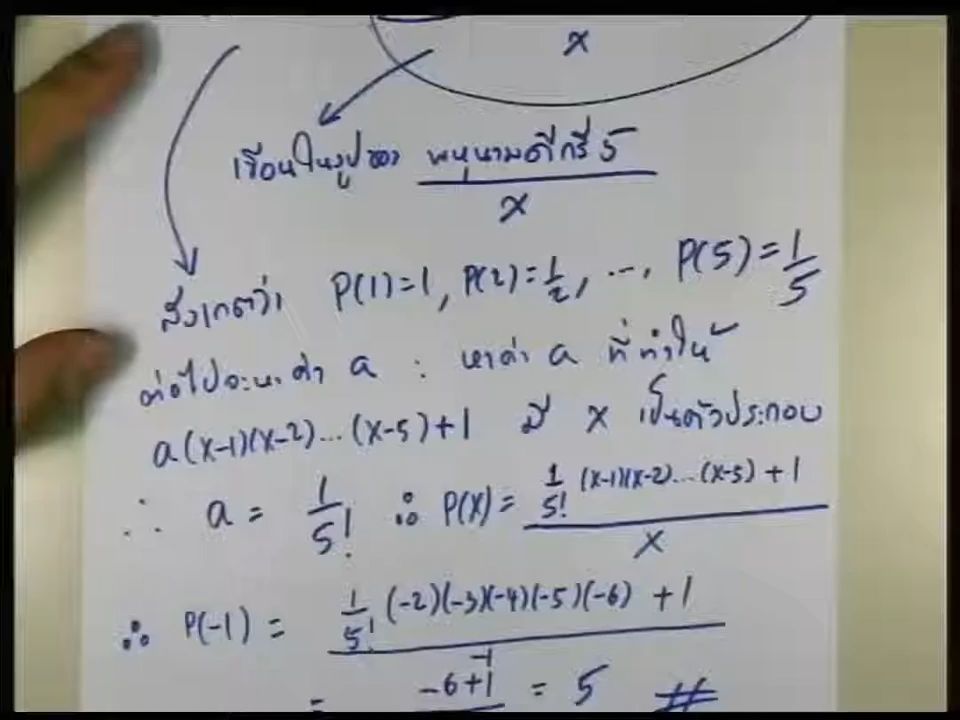 x
เขียนในรูปของ พหุนามดีกรี 5
x
สังเกตว่า P(1)=1, P(2)=1/2, ..., P(5)=1/5
ต่อไปจะหาค่า a : หาค่า a ที่ทำให้
a(x-1)(x-2)...(x-5)+1 มี x เป็นตัวประกอบ
∴ a = 1/5! ∴ P(x) = 1/5! (x-1)(x-2)...(x-5) + 1
x
∴ P(-1) = 1/5! (-2)(-3)(-4)(-5)(-6) + 1
-1
= -6+1 = 5 #